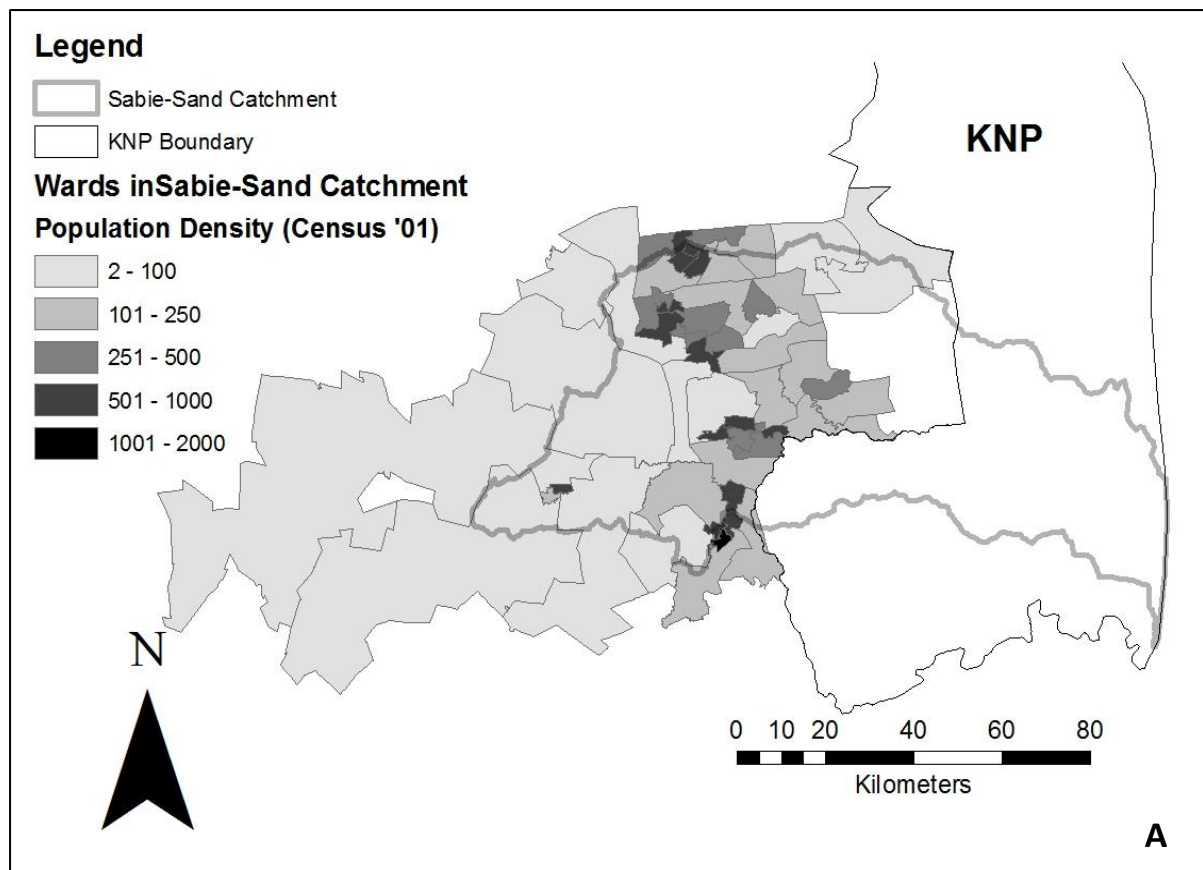 Legend
Sabie-Sand Catchment
KNP Boundary
Wards inSabie-Sand Catchment
Population Density (Census '01)
2 - 100
101 - 250
251 - 500
501 - 1000
1001 - 2000
KNP
N
0 10 20 40 60 80
Kilometers
A